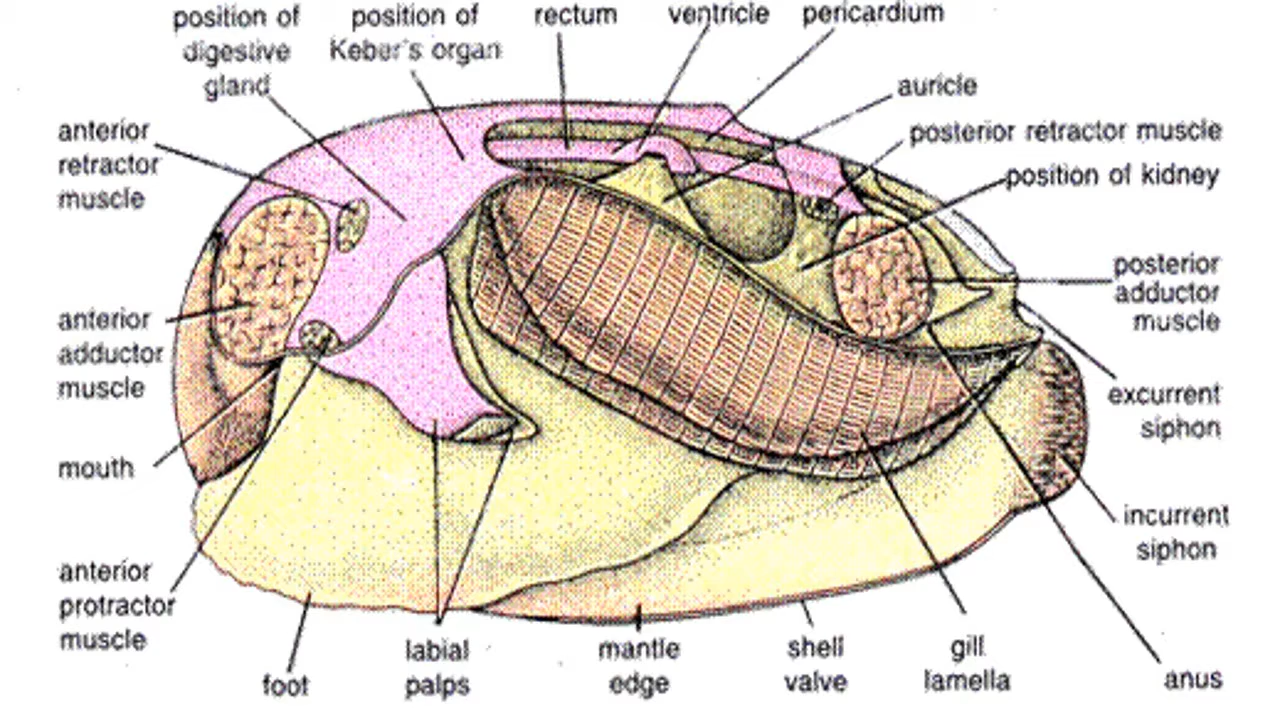 position of
digestive
gland
position of
Keber's organ
rectum
ventricle
pericardium
auricle
anterior
retractor
muscle
posterior retractor muscle
position of kidney
posterior
adductor
muscle
anterior
adductor
muscle
excurrent
siphon
mouth
incurrent
siphon
anterior
protractor
muscle
foot
labial
palps
mantle
edge
shell
valve
gill
lamella
anus